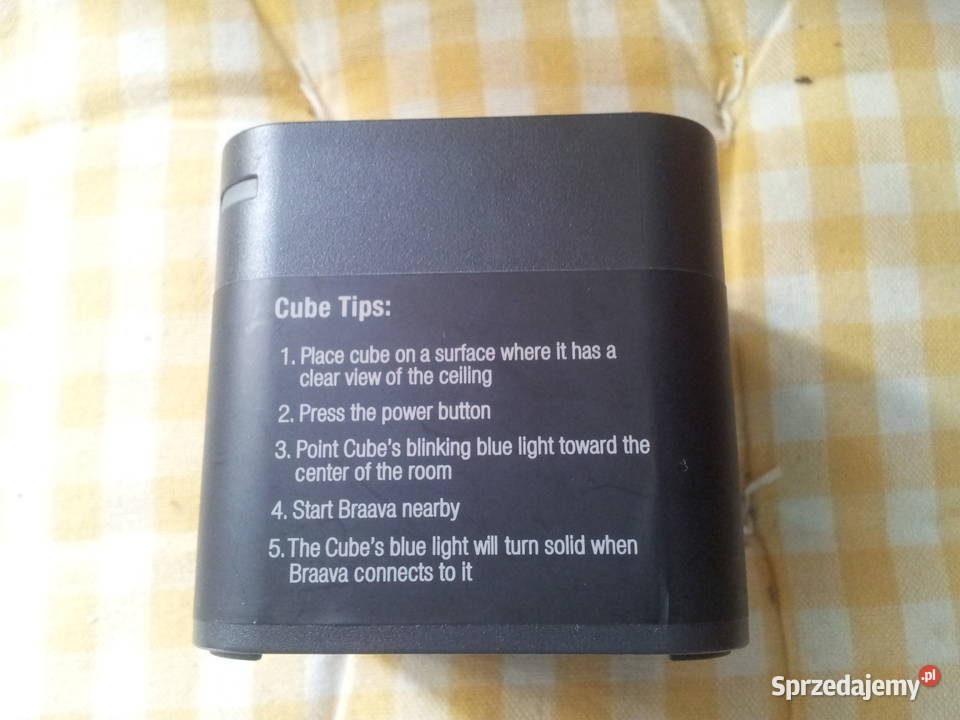 Cube Tips:
1. Place cube on a surface where it has a
clear view of the ceiling
2. Press the power button
3. Point Cube's blinking blue light toward the
center of the room
4. Start Braava nearby
5. The Cube's blue light will turn solid when
Braava connects to it
Sprzedajemy.pl